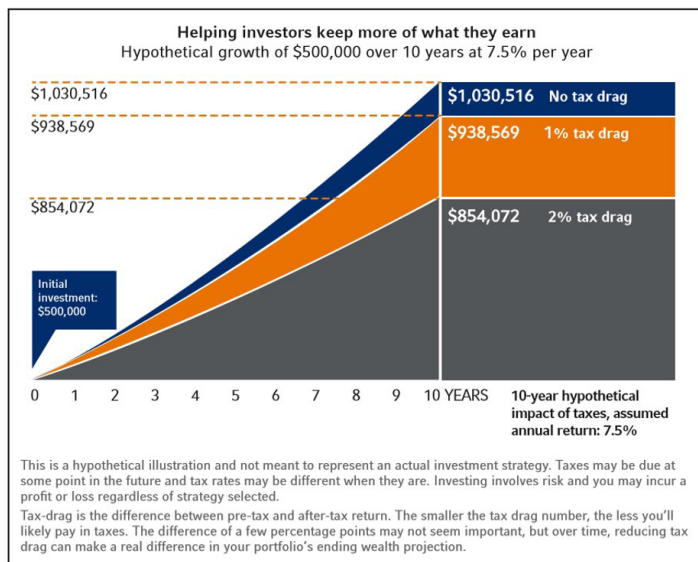 Helping investors keep more of what they earn
Hypothetical growth of $500,000 over 10 years at 7.5% per year
$1,030,516
$938,569
$854,072
$1,030,516 No tax drag
$938,569 1% tax drag
$854,072 2% tax drag
Initial
investment:
$500,000
0 1 2 3 4 5 6 7 8 9 10 YEARS
10-year hypothetical
impact of taxes, assumed
annual return: 7.5%
This is a hypothetical illustration and not meant to represent an actual investment strategy. Taxes may be due at
some point in the future and tax rates may be different when they are. Investing involves risk and you may incur a
profit or loss regardless of strategy selected.
Tax-drag is the difference between pre-tax and after-tax return. The smaller the tax drag number, the less you'll
likely pay in taxes. The difference of a few percentage points may not seem important, but over time, reducing tax
drag can make a real difference in your portfolio's ending wealth projection.